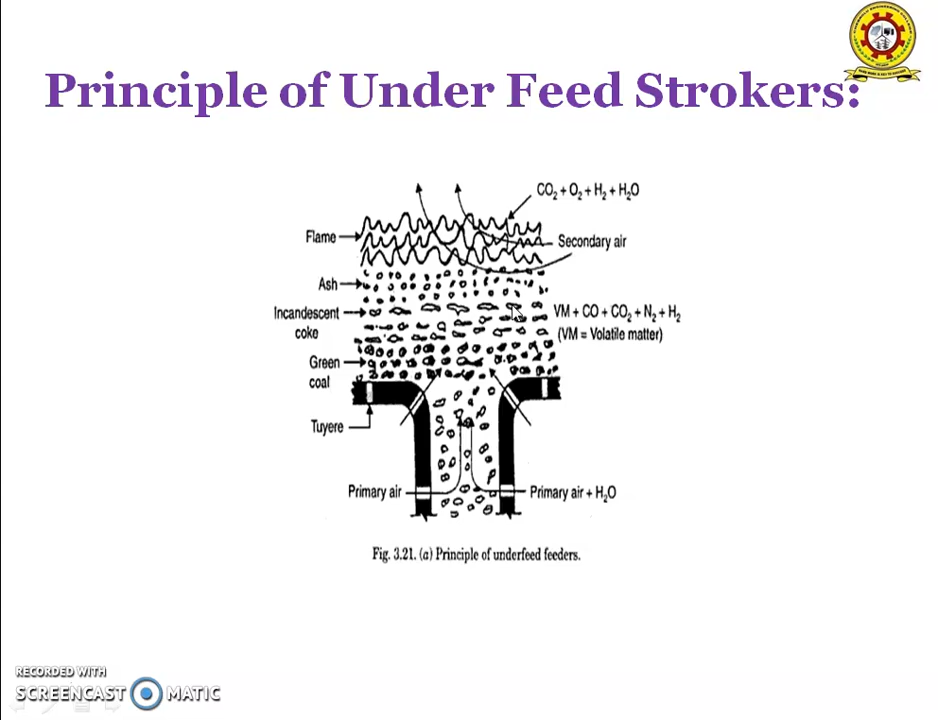 Principle of Under Feed Strokers:
CO₂ + O₂ + H₂ + H₂O
Flame
Secondary air
Ash
Incandescent
coke
VM + CO + CO₂ + N₂ + H₂
(VM = Volatile matter)
Green
coal
Tuyere
Primary air
Primary air + H₂O
Fig. 3.21. (a) Principle of underfeed feeders.
RECORDED WITH
SCREENCAST MATIC